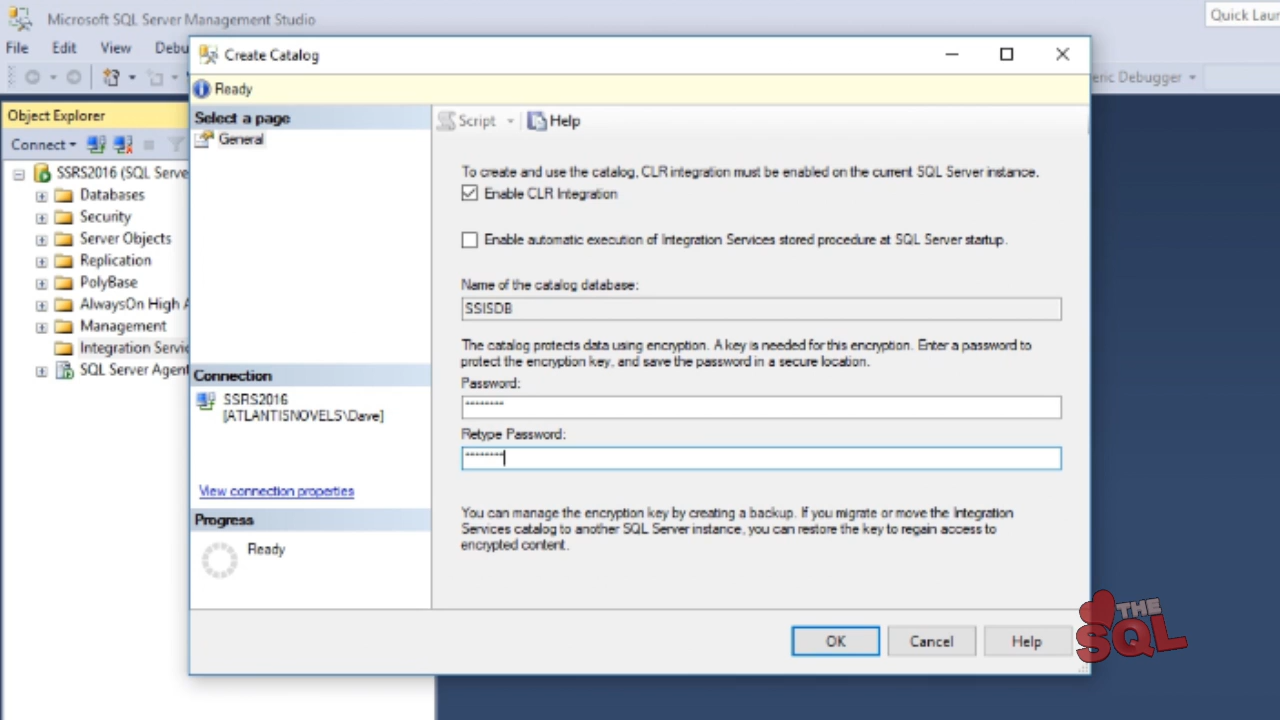 Microsoft SQL Server Management Studio
Quick Lau
File Edit View Debu
eric Debugger
Create Catalog
Ready
Object Explorer
Connect
SSRS2016 (SQL Serve
Databases
Security
Server Objects
Replication
PolyBase
AlwaysOn High A
Management
Integration Servic
SQL Server Agent
Select a page
General
Connection
SSRS2016
[ATLANTISNOVELS\Dave]
View connection properties
Progress
Ready
Script Help
To create and use the catalog, CLR integration must be enabled on the current SQL Server instance.
Enable CLR Integration
Enable automatic execution of Integration Services stored procedure at SQL Server startup.
Name of the catalog database:
SSISDB
The catalog protects data using encryption. A key is needed for this encryption. Enter a password to
protect the encryption key, and save the password in a secure location.
Password:
********
Retype Password:
********
You can manage the encryption key by creating a backup. If you migrate or move the Integration
Services catalog to another SQL Server instance, you can restore the key to regain access to
encrypted content.
OK Cancel Help
THE
SQL